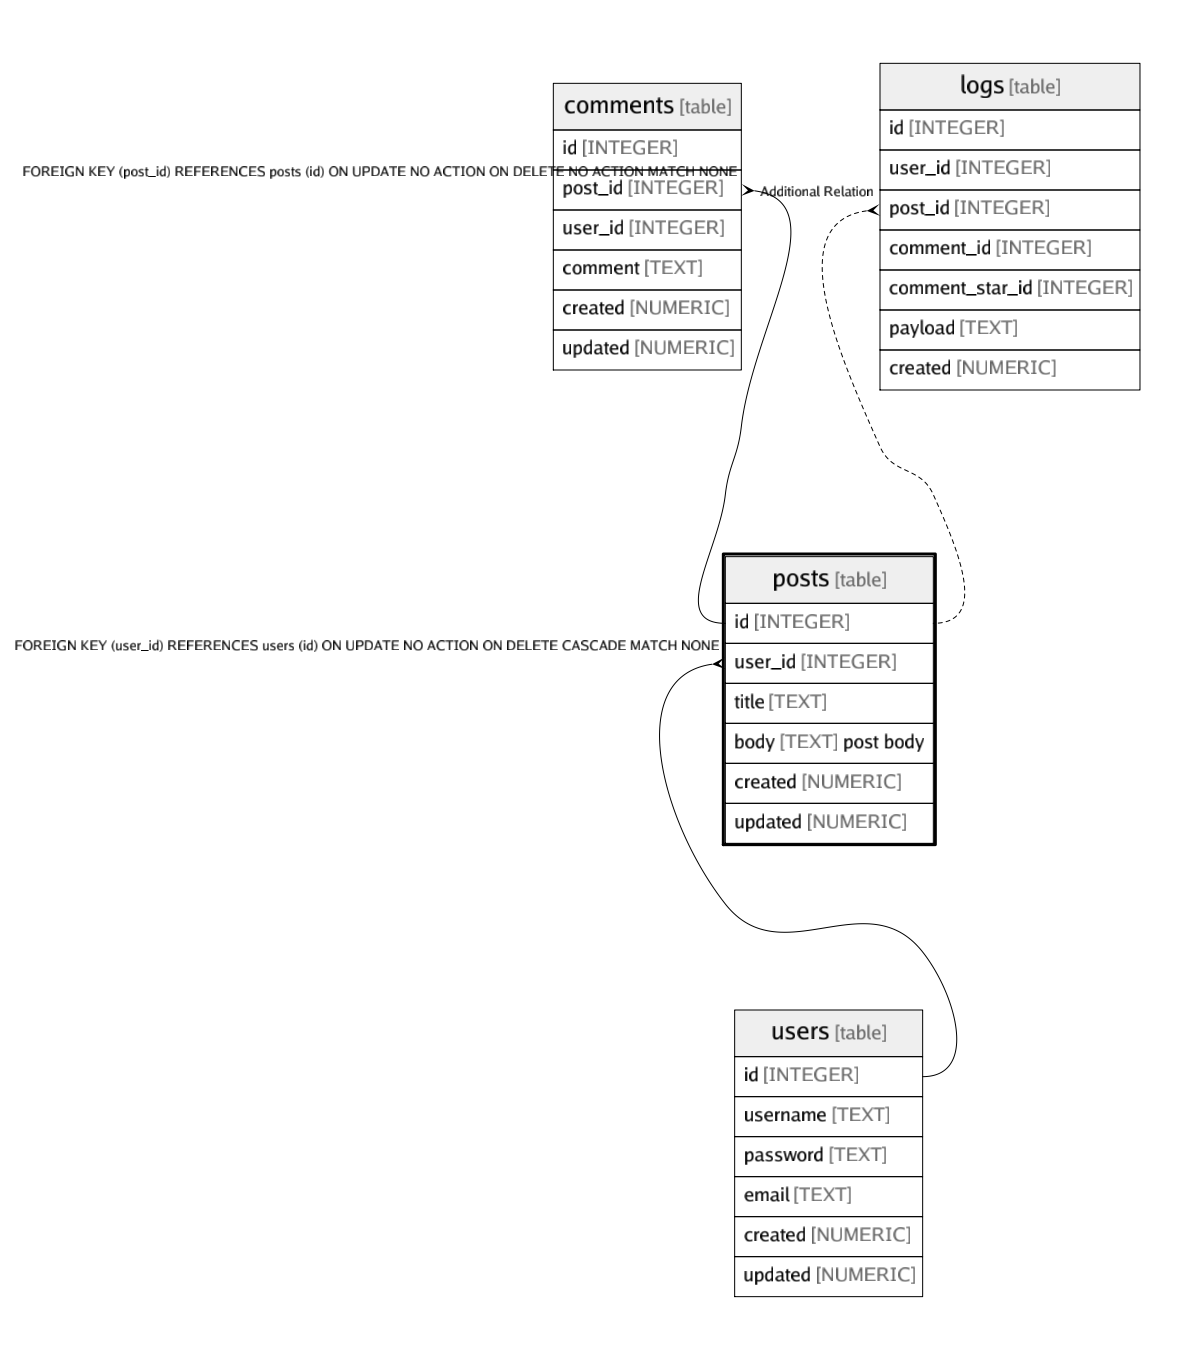 comments [table]
id [INTEGER]
FOREIGN KEY (post_id) REFERENCES posts (id) ON UPDATE NO ACTION ON DELETE NO ACTION MATCH NONE
post_id [INTEGER]
user_id [INTEGER]
comment [TEXT]
created [NUMERIC]
updated [NUMERIC]
logs [table]
id [INTEGER]
user_id [INTEGER]
Additional Relation
post_id [INTEGER]
comment_id [INTEGER]
comment_star_id [INTEGER]
payload [TEXT]
created [NUMERIC]
posts [table]
id [INTEGER]
FOREIGN KEY (user_id) REFERENCES users (id) ON UPDATE NO ACTION ON DELETE CASCADE MATCH NONE
user_id [INTEGER]
title [TEXT]
body [TEXT] post body
created [NUMERIC]
updated [NUMERIC]
users [table]
id [INTEGER]
username [TEXT]
password [TEXT]
email [TEXT]
created [NUMERIC]
updated [NUMERIC]